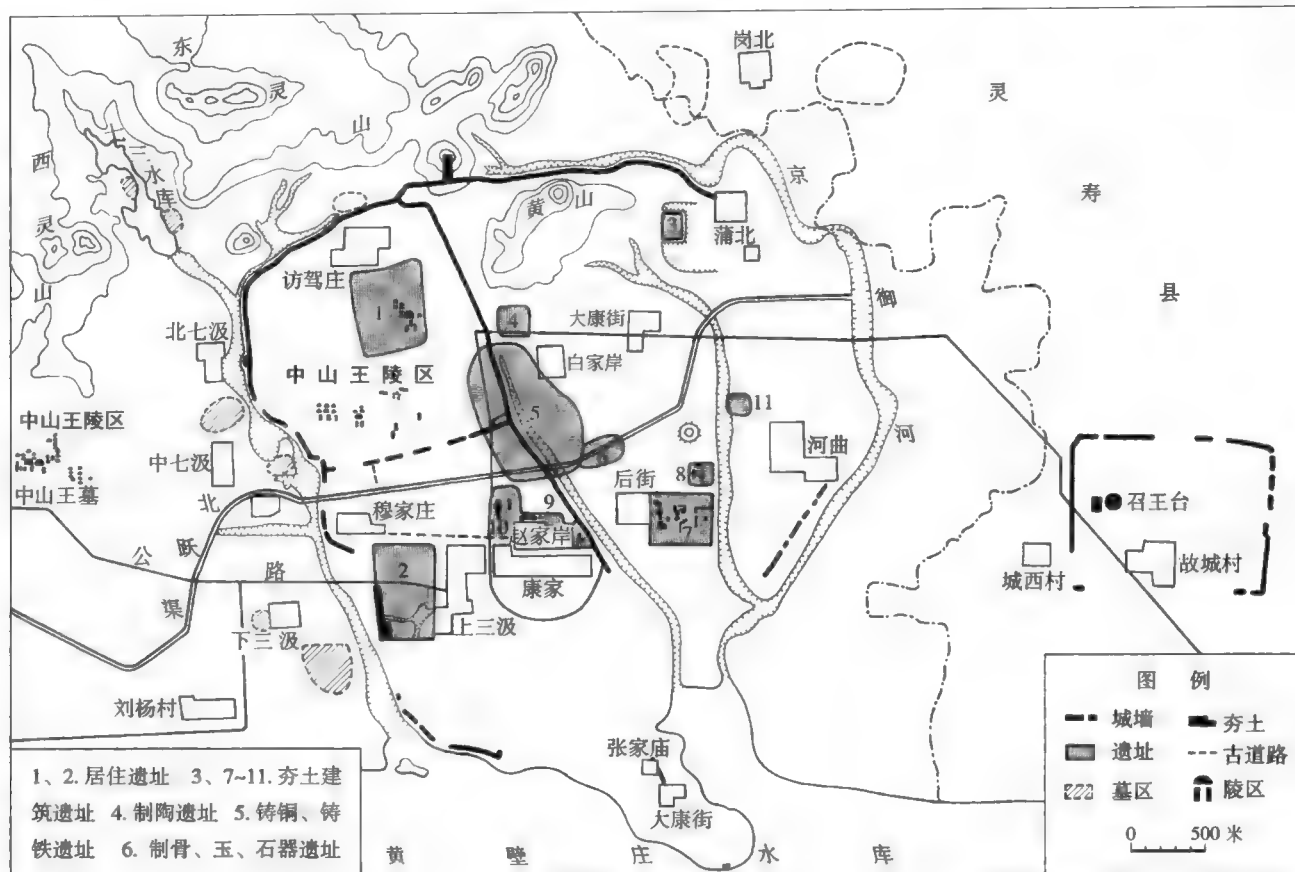 东灵山
西灵山
七一水库
岗北
灵寿县
京御河
黄山
3
蒲北
访驾庄
1
4
大康街
白家岸
北七汲
中山王陵区
5
11
河曲
中山王陵区
中山王墓
中七汲
后街
8
7
召王台
故城村
城西村
北跃渠
穆家庄
9
10
赵家岸
康家
公路
2
上三汲
下三汲
刘杨村
张家庙
大康街
黄壁庄水库
1、2. 居住遗址 3、7~11. 夯土建
筑遗址 4. 制陶遗址 5. 铸铜、铸
铁遗址 6. 制骨、玉、石器遗址
图例
城墙 夯土
遗址 古道路
墓区 陵区
0 500 米